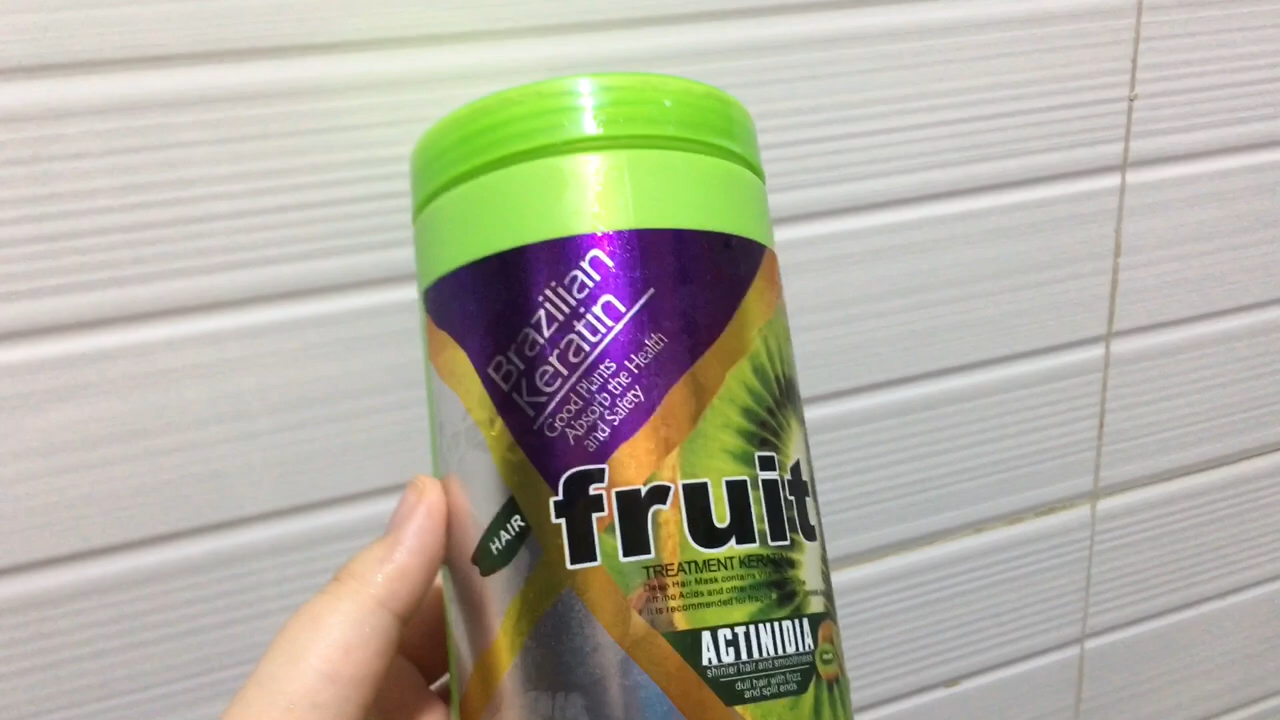 Brazilian
Keratin
Good Plants
Absorb the Health
and Safety
HAIR
fruit
TREATMENT KERATIN
Deep Hair Mask contains
Amino Acids and other
It is recommended for fragile
ACTINIDIA
shinier hair and smoothness
dull hair with frizz
and split ends